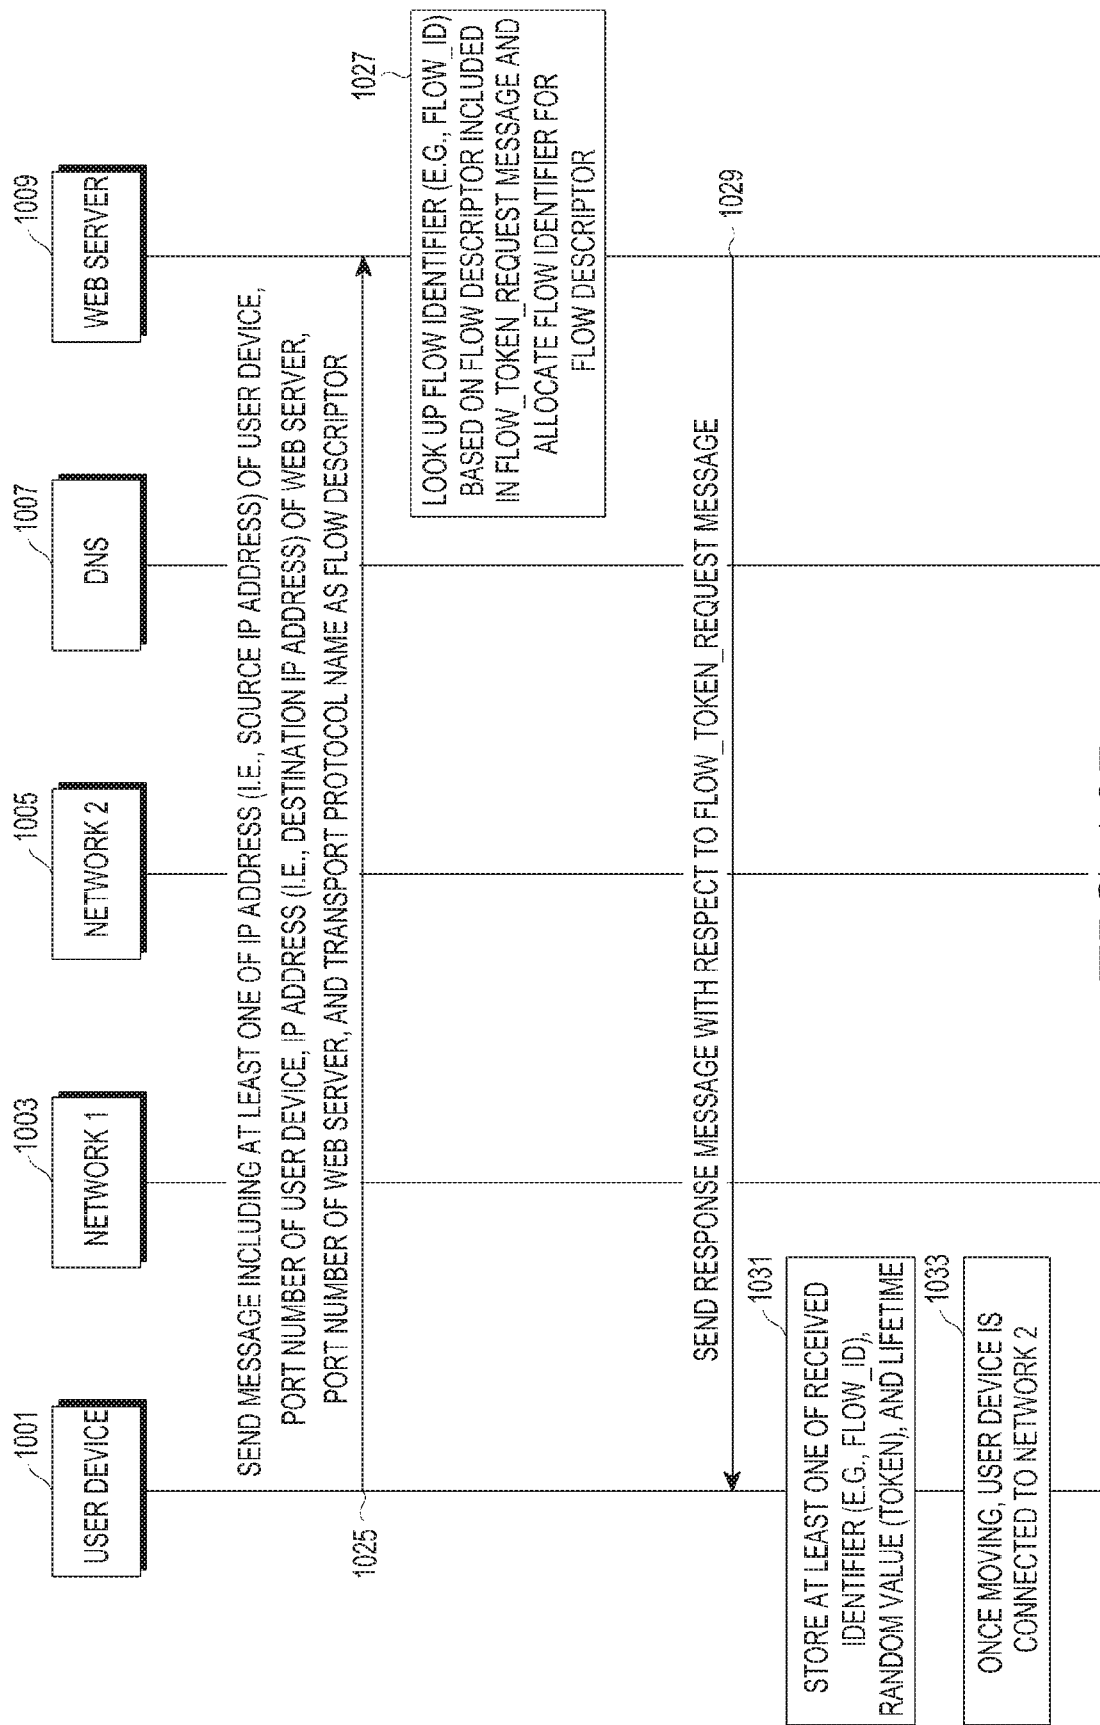 1001
USER DEVICE
1003
NETWORK 1
1005
NETWORK 2
1007
DNS
1009
WEB SERVER
SEND MESSAGE INCLUDING AT LEAST ONE OF IP ADDRESS (I.E., SOURCE IP ADDRESS) OF USER DEVICE,
PORT NUMBER OF USER DEVICE, IP ADDRESS (I.E., DESTINATION IP ADDRESS) OF WEB SERVER,
PORT NUMBER OF WEB SERVER, AND TRANSPORT PROTOCOL NAME AS FLOW DESCRIPTOR
1025
1027
LOOK UP FLOW IDENTIFIER (E.G., FLOW_ID)
BASED ON FLOW DESCRIPTOR INCLUDED
IN FLOW_TOKEN_REQUEST MESSAGE AND
ALLOCATE FLOW IDENTIFIER FOR
FLOW DESCRIPTOR
SEND RESPONSE MESSAGE WITH RESPECT TO FLOW_TOKEN_REQUEST MESSAGE
1029
1031
STORE AT LEAST ONE OF RECEIVED
IDENTIFIER (E.G., FLOW_ID),
RANDOM VALUE (TOKEN), AND LIFETIME
1033
ONCE MOVING, USER DEVICE IS
CONNECTED TO NETWORK 2